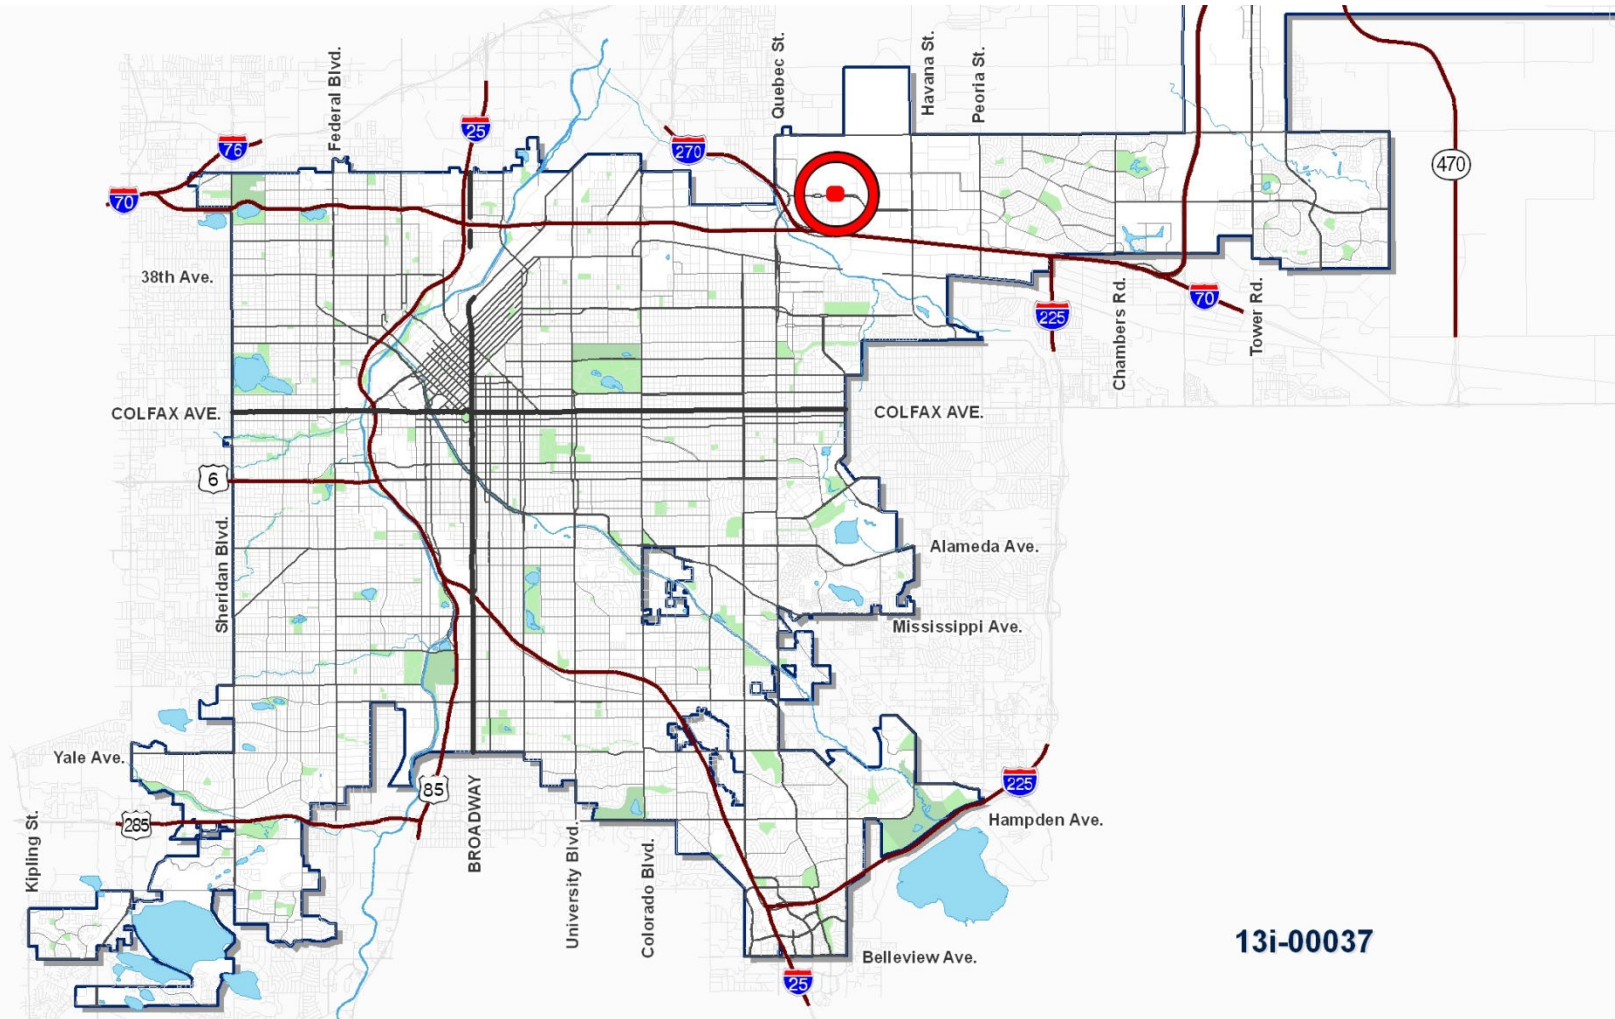 Federal Blvd.
Quebec St.
Havana St.
Peoria St.
25
76
270
70
470
38th Ave.
225
Chambers Rd.
70
Tower Rd.
COLFAX AVE.
COLFAX AVE.
6
Sheridan Blvd.
Alameda Ave.
Mississippi Ave.
Yale Ave.
85
225
285
Hampden Ave.
Kipling St.
BROADWAY
University Blvd.
Colorado Blvd.
13i-00037
Belleview Ave.
25